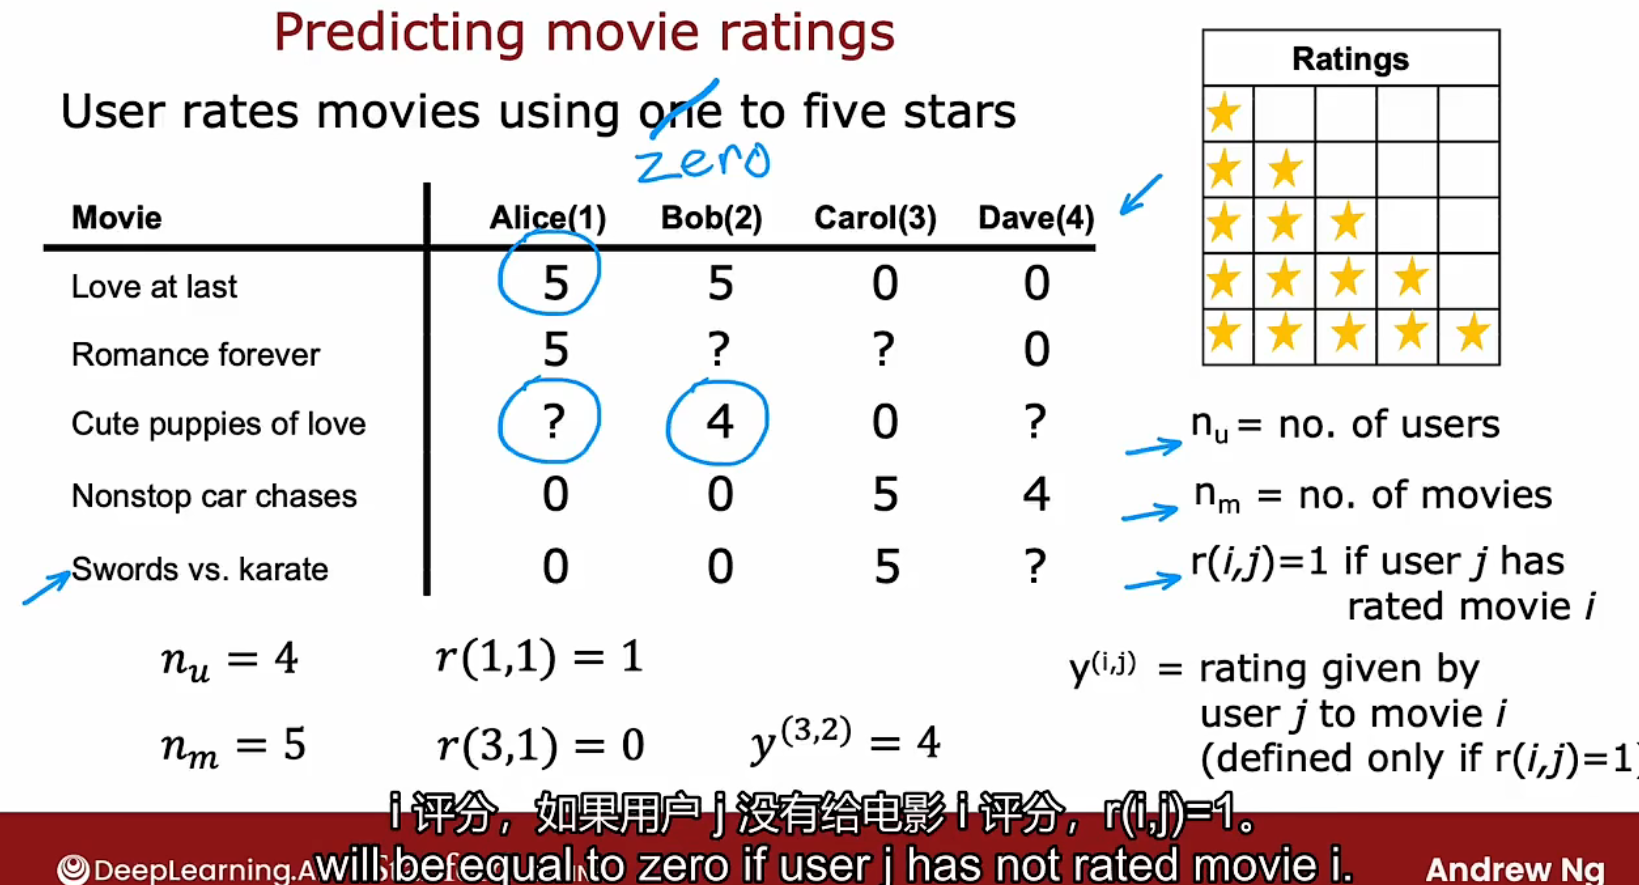 Predicting movie ratings
User rates movies using one to five stars
zero
Movie Alice(1) Bob(2) Carol(3) Dave(4)
Love at last 5 5 0 0
Romance forever 5 ? ? 0
Cute puppies of love ? 4 0 ?
Nonstop car chases 0 0 5 4
Swords vs. karate 0 0 5 ?
n_u = 4 r(1,1) = 1
n_m = 5 r(3,1) = 0 y^(3,2) = 4
Ratings
n_u = no. of users
n_m = no. of movies
r(i,j)=1 if user j has
rated movie i
y^(i,j) = rating given by
user j to movie i
(defined only if r(i,j)=1
i 评分，如果用户 j 没有给电影 i 评分，r(i,j)=1。
will be equal to zero if user j has not rated movie i.
DeepLearning.A
Andrew Ng